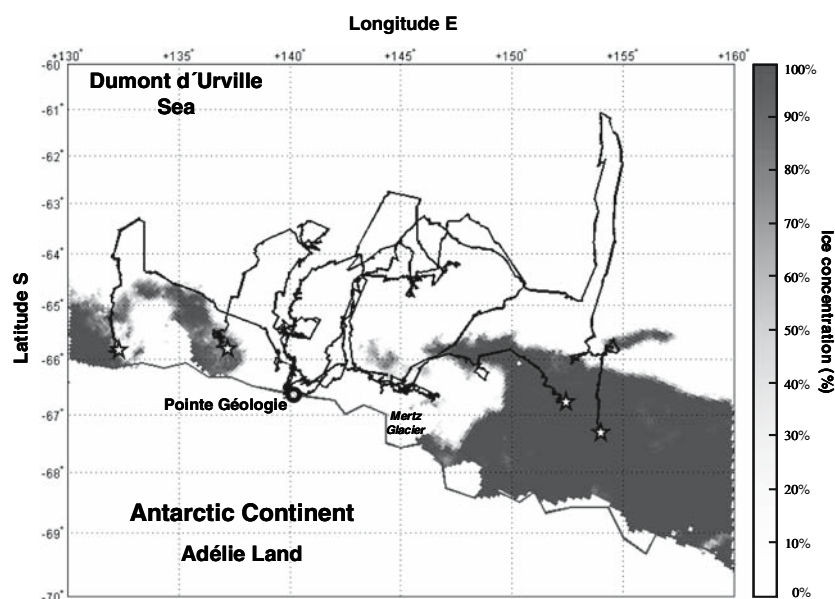 Longitude E
+130° +135° +140° +145° +150° +155° +160°
-60
Dumont d´Urville
Sea
-61°
-62°
-63°
-64°
-65°
-66°
-67°
-68°
-69°
-70°
Latitude S
Pointe Géologie
Mertz
Glacier
Antarctic Continent
Adélie Land
100%
90%
80%
70%
60%
50%
40%
30%
20%
10%
0%
Ice concentration (%)